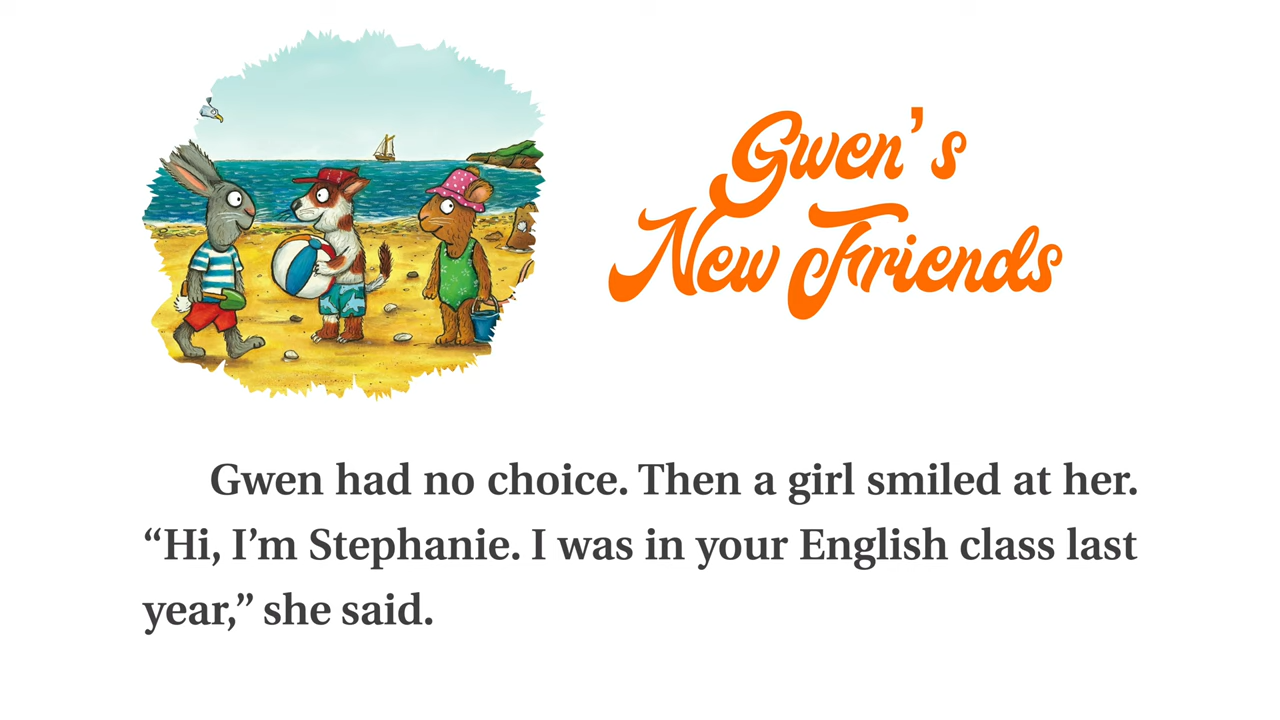 Gwen's
New Friends
Gwen had no choice. Then a girl smiled at her.
“Hi, I’m Stephanie. I was in your English class last
year,” she said.